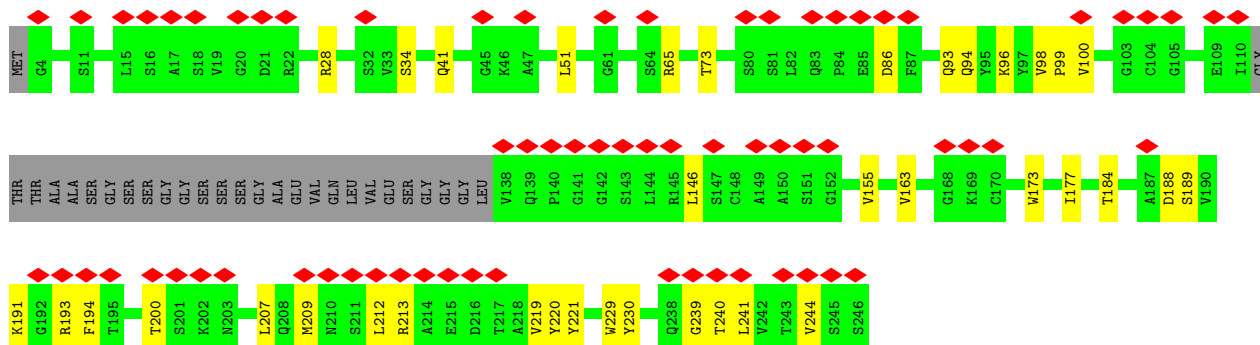 MET G4 S11 L15 S16 A17 S18 V19 G20 D21 R22 R28 S32 V33 S34 Q41 G45 K46 A47 L51 G61 S64 R65 T73 S80 S81 L82 Q83 P84 E85 D86 F87 Q93 Q94 Y95 K96 Y97 V98 P99 V100 G103 C104 G105 E109 I110 GLY
THR THR ALA ALA SER GLY SER SER GLY GLY SER SER SER GLY ALA GLU VAL GLN LEU VAL GLU SER GLY GLY GLY LEU V138 Q139 P140 G141 G142 S143 L144 R145 L146 S147 C148 A149 A150 S151 G152 V155 V163 G168 K169 C170 W173 I177 T184 A187 D188 S189 V190
K191 G192 R193 F194 T195 T200 S201 K202 N203 L207 Q208 M209 N210 S211 L212 R213 A214 E215 D216 T217 A218 V219 Y220 Y221 W229 Y230 Q238 G239 T240 L241 V242 T243 V244 S245 S246